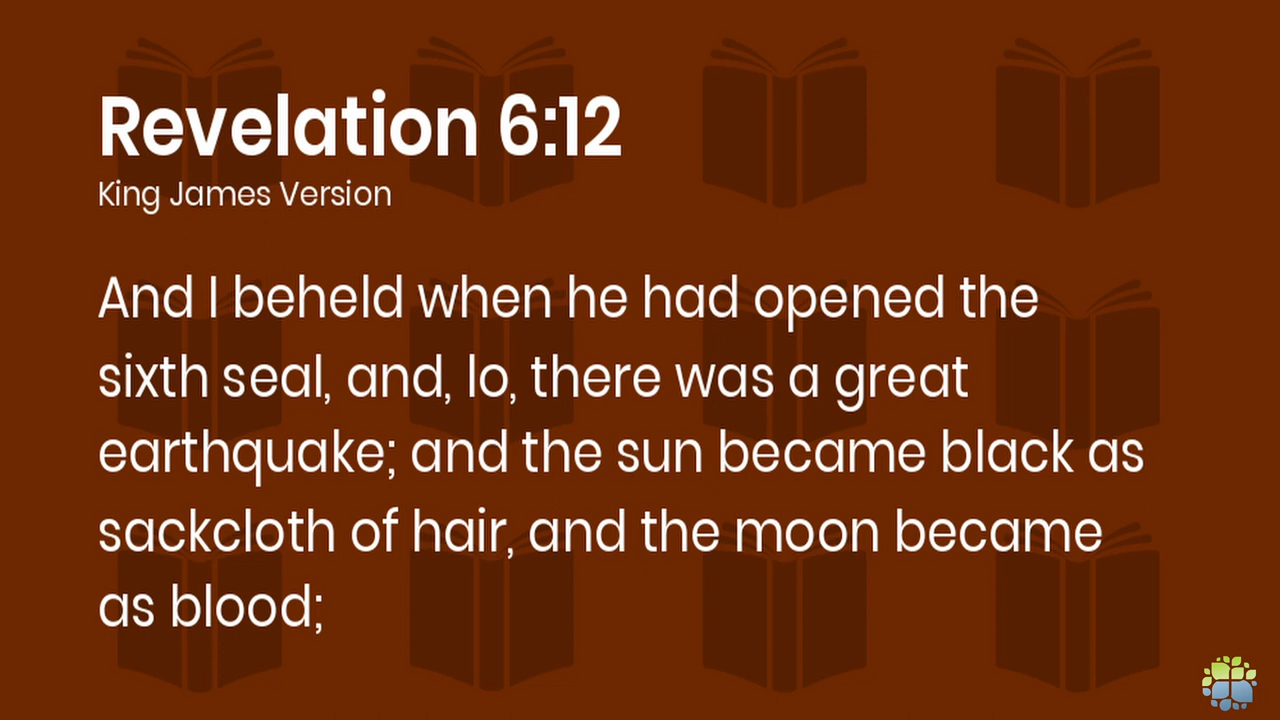 Revelation 6:12
King James Version
And I beheld when he had opened the
sixth seal, and, lo, there was a great
earthquake; and the sun became black as
sackcloth of hair, and the moon became
as blood;